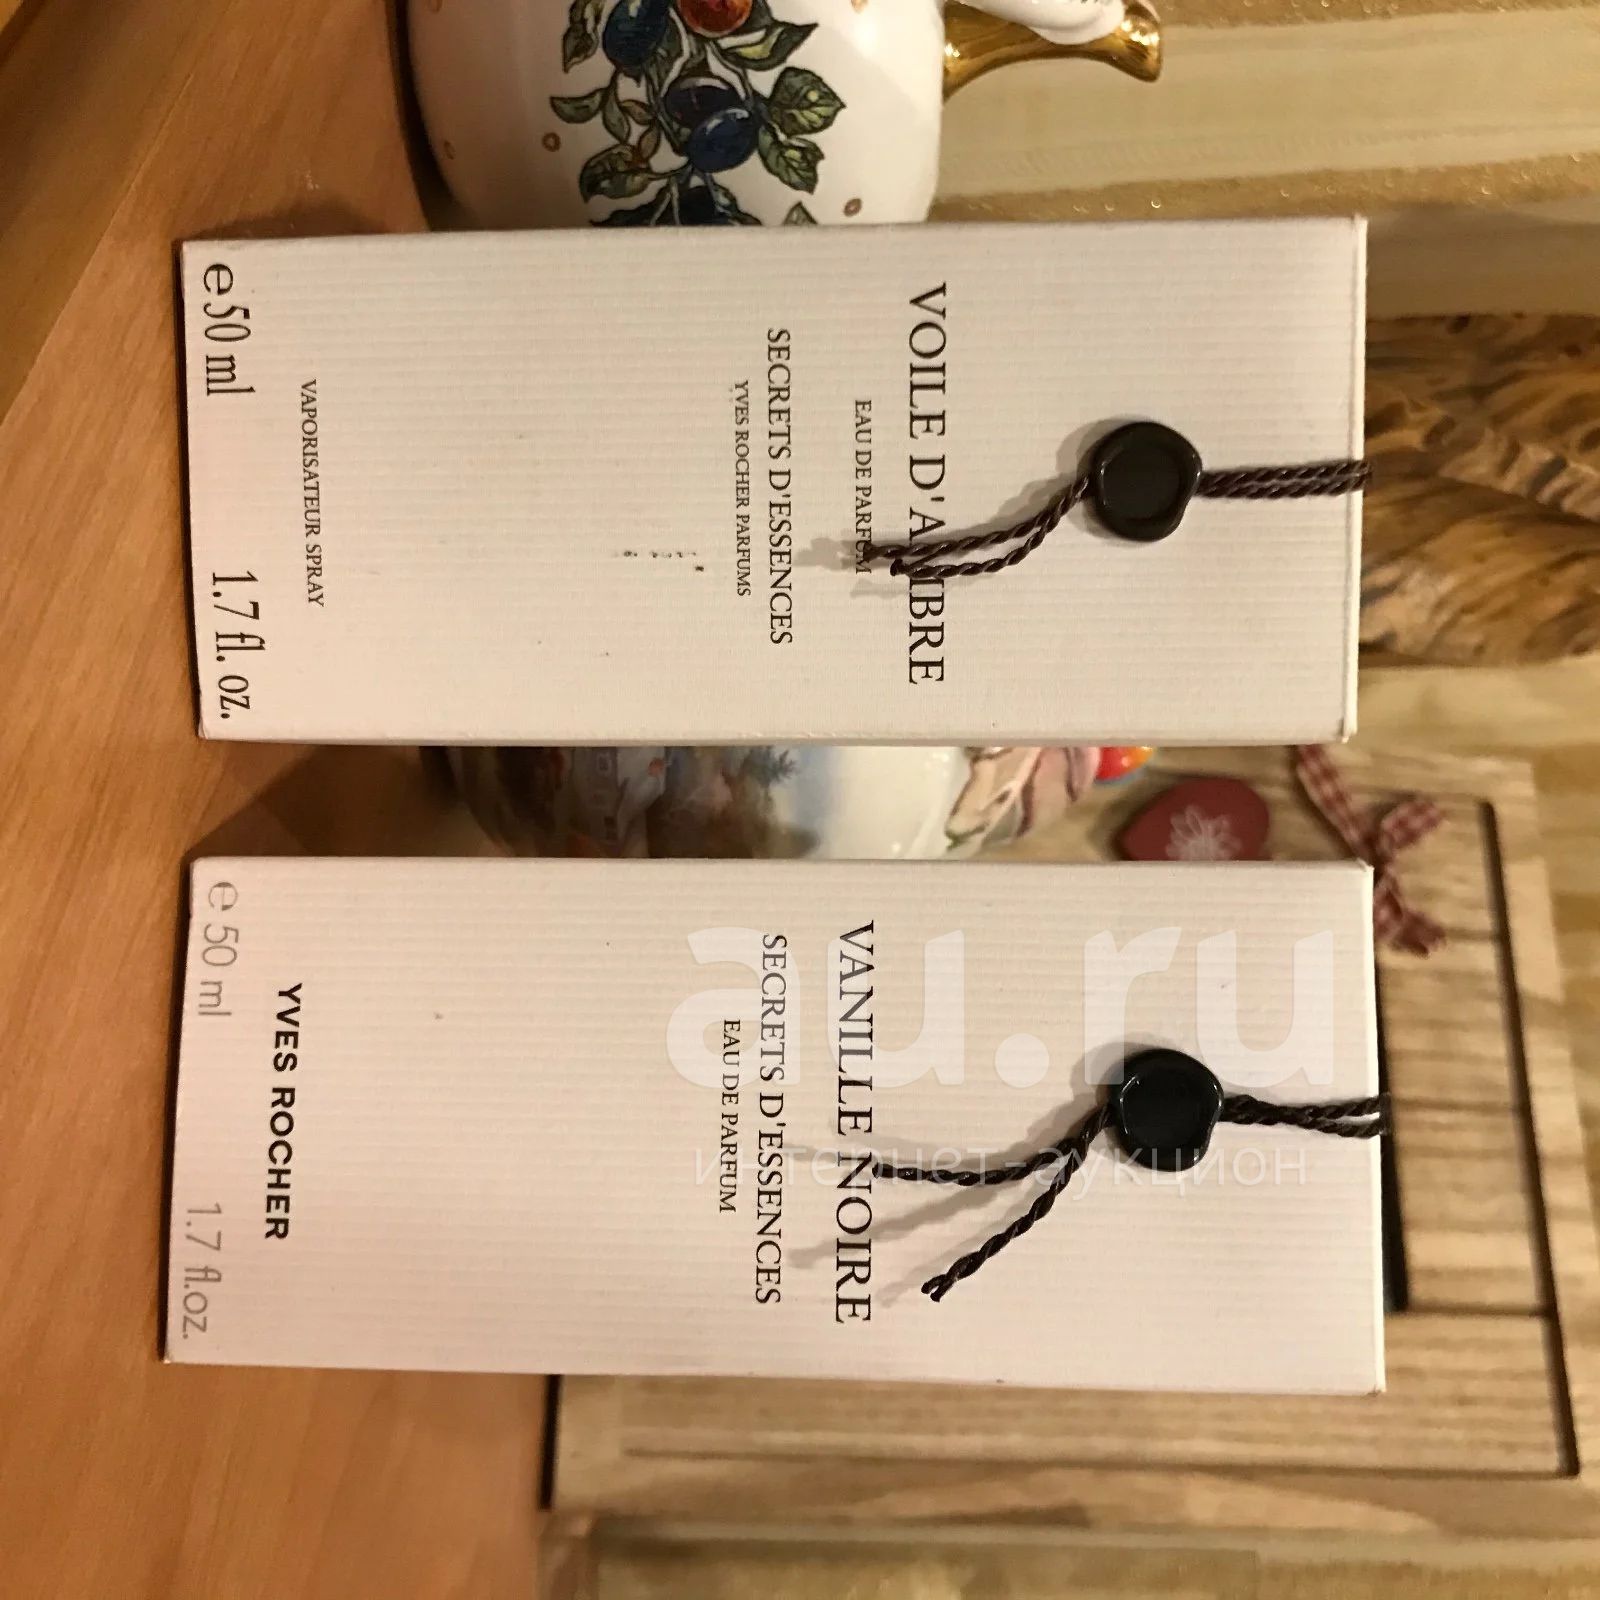 VOILE D'AMBRE
EAU DE PARFUM
SECRETS D'ESSENCES
YVES ROCHER PARFUMS
VAPORISATEUR SPRAY
e50 ml 1.7 fl. oz.
VANILLE NOIRE
SECRETS D'ESSENCES
EAU DE PARFUM
YVES ROCHER
e 50 ml 1.7 fl.oz.
au.ru
интернет-аукцион